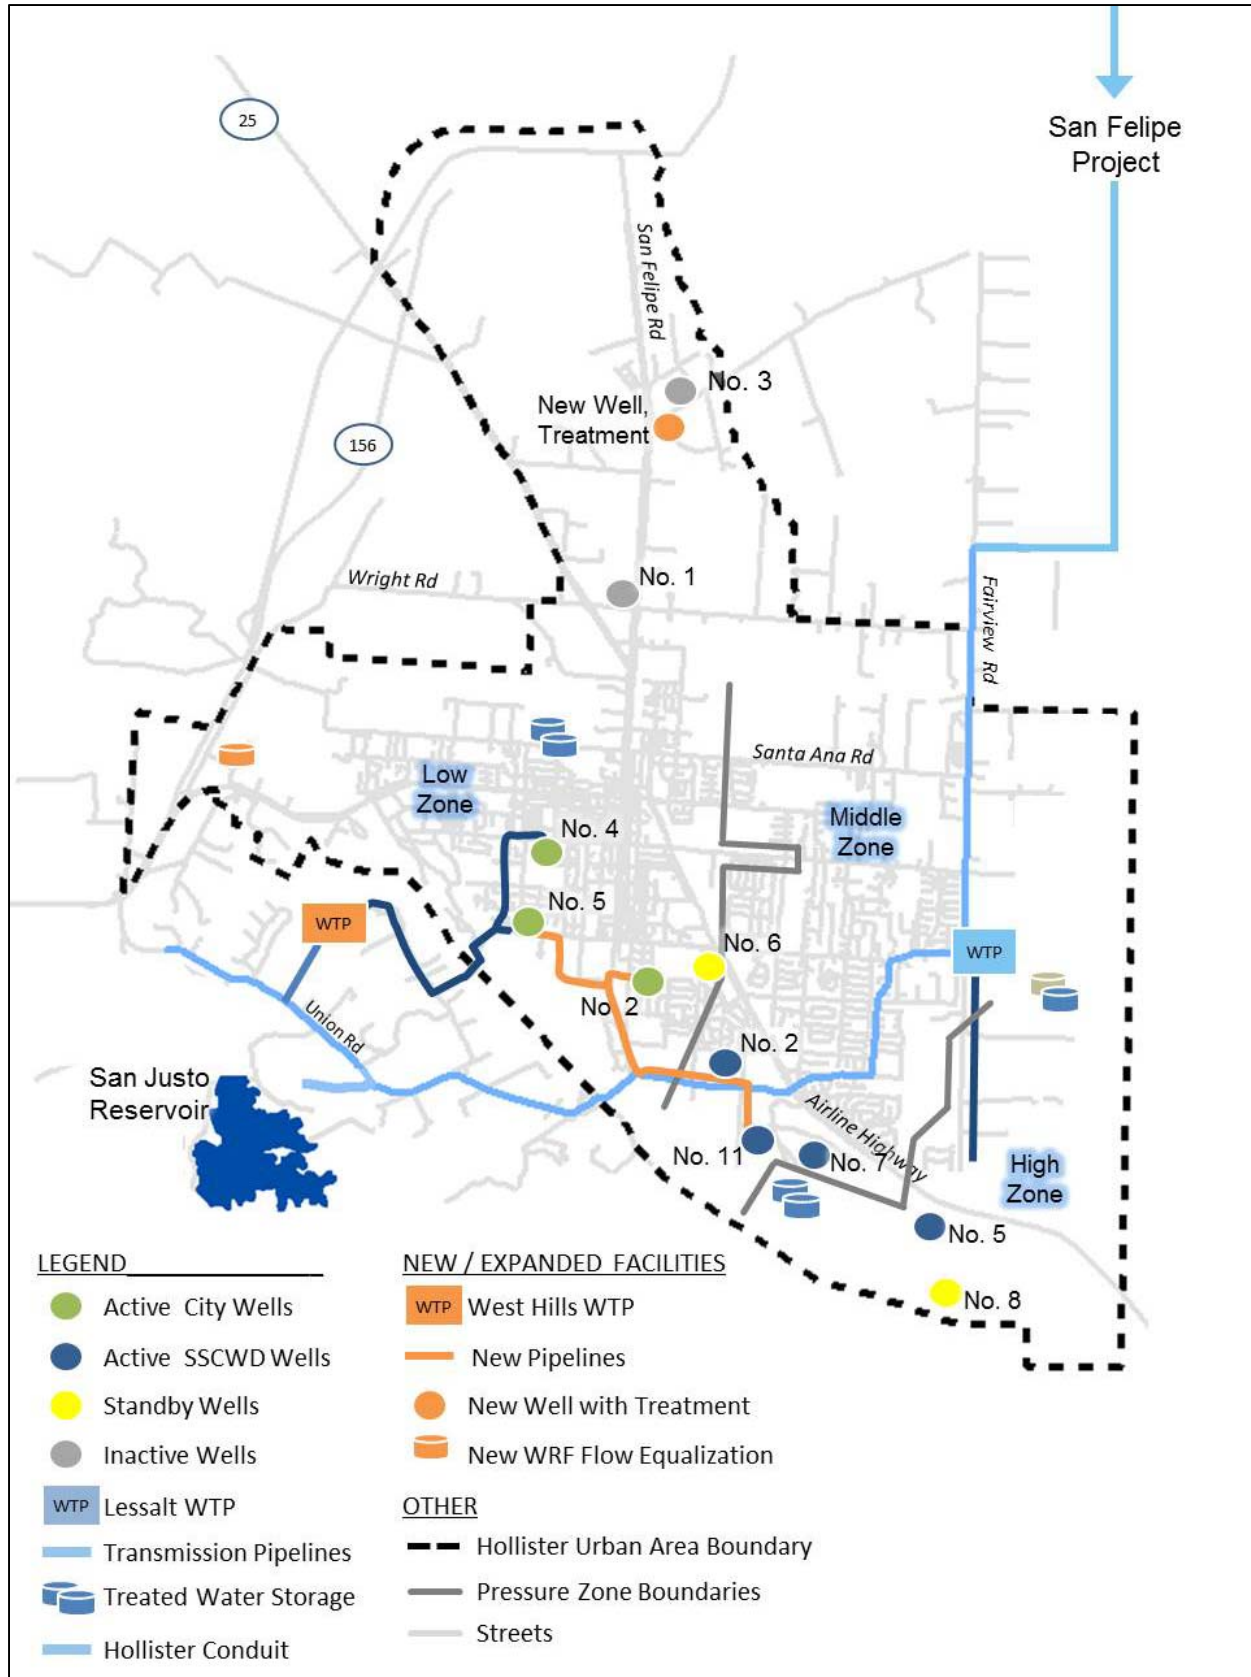 San Felipe
Project
25
San Felipe Rd
No. 3
New Well,
Treatment
156
No. 1
Wright Rd
Fairview Rd
Santa Ana Rd
Low
Zone
Middle
Zone
No. 4
No. 5
WTP
No. 6
WTP
No. 2
Union Rd
No. 2
San Justo
Reservoir
Airline Highway
No. 11
No. 7
High
Zone
No. 5
No. 8
LEGEND
Active City Wells
Active SSCWD Wells
Standby Wells
Inactive Wells
WTP Lessalt WTP
Transmission Pipelines
Treated Water Storage
Hollister Conduit
NEW / EXPANDED FACILITIES
WTP West Hills WTP
New Pipelines
New Well with Treatment
New WRF Flow Equalization
OTHER
Hollister Urban Area Boundary
Pressure Zone Boundaries
Streets